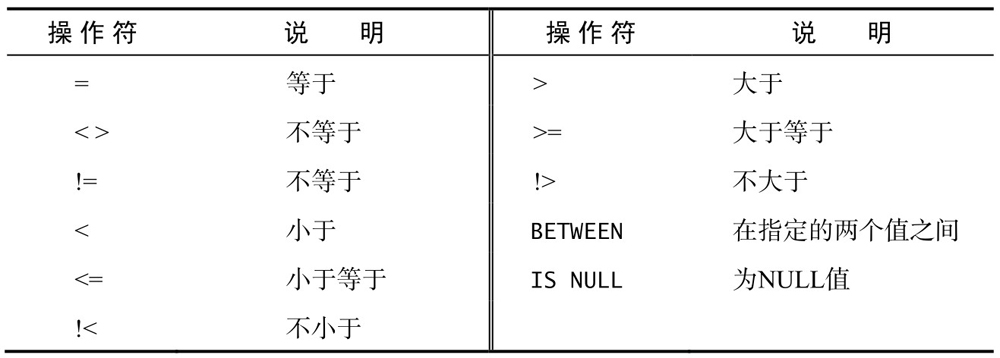 操作符 说 明 操作符 说 明
= 等于 > 大于
< > 不等于 >= 大于等于
!= 不等于 !> 不大于
< 小于 BETWEEN 在指定的两个值之间
<= 小于等于 IS NULL 为NULL值
!< 不小于